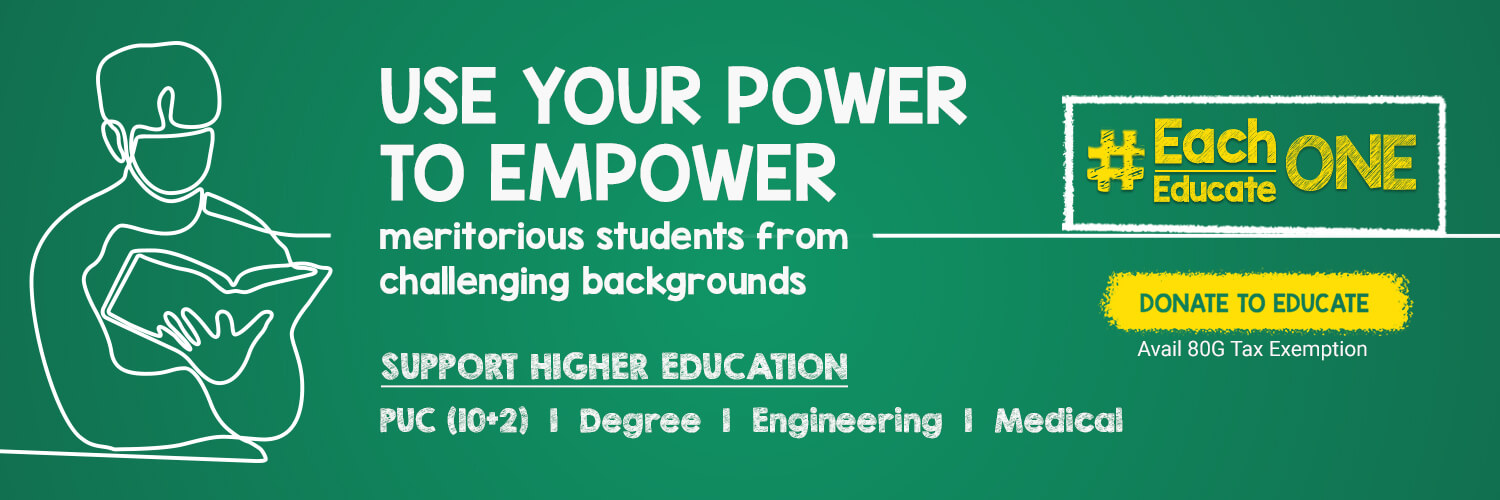 USE YOUR POWER
TO EMPOWER
meritorious students from
challenging backgrounds
SUPPORT HIGHER EDUCATION
PUC (10+2) | Degree | Engineering | Medical
#Each
Educate ONE
DONATE TO EDUCATE
Avail 80G Tax Exemption